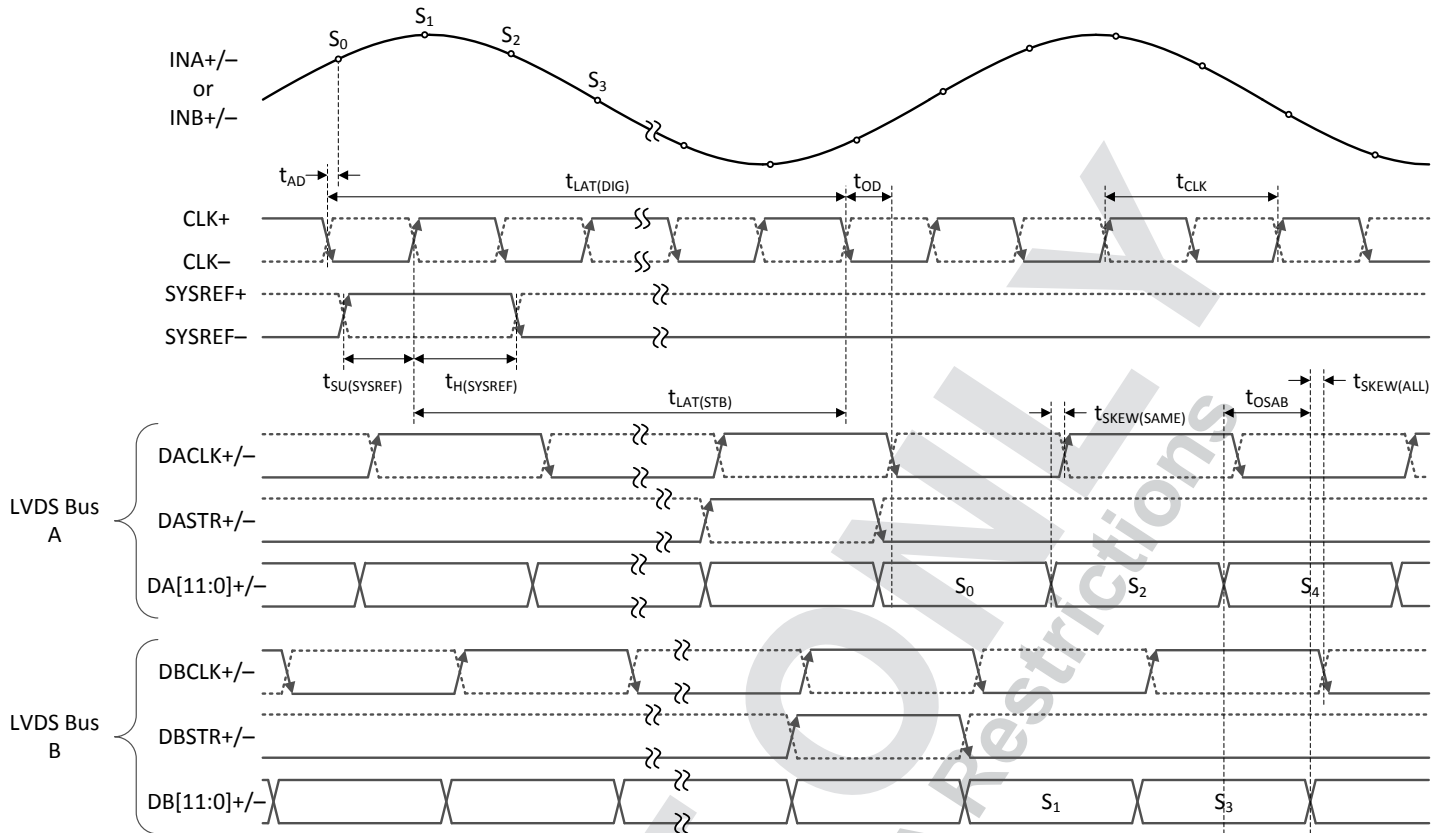 S0
S1
S2
S3
INA+/–
or
INB+/–
tAD
tLAT(DIG)
tOD
tCLK
CLK+
CLK–
SYSREF+
SYSREF–
tSU(SYSREF)
tH(SYSREF)
tLAT(STB)
tSKEW(SAME)
tOSAB
tSKEW(ALL)
LVDS Bus
A
DACLK+/–
DASTR+/–
DA[11:0]+/–
S0
S2
S4
LVDS Bus
B
DBCLK+/–
DBSTR+/–
DB[11:0]+/–
S1
S3
ONLY
Restrictions